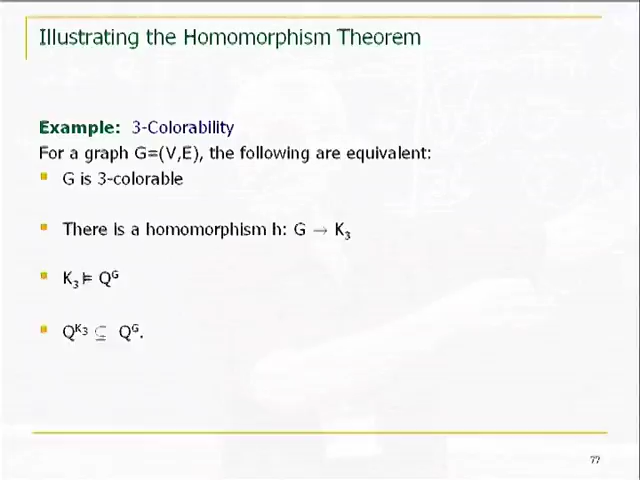 Illustrating the Homomorphism Theorem
Example: 3-Colorability
For a graph G=(V,E), the following are equivalent:
▪ G is 3-colorable
▪ There is a homomorphism h: G → K₃
▪ K₃ ⊨ Qᴳ
▪ Qᴷ³ ⊆ Qᴳ.
77